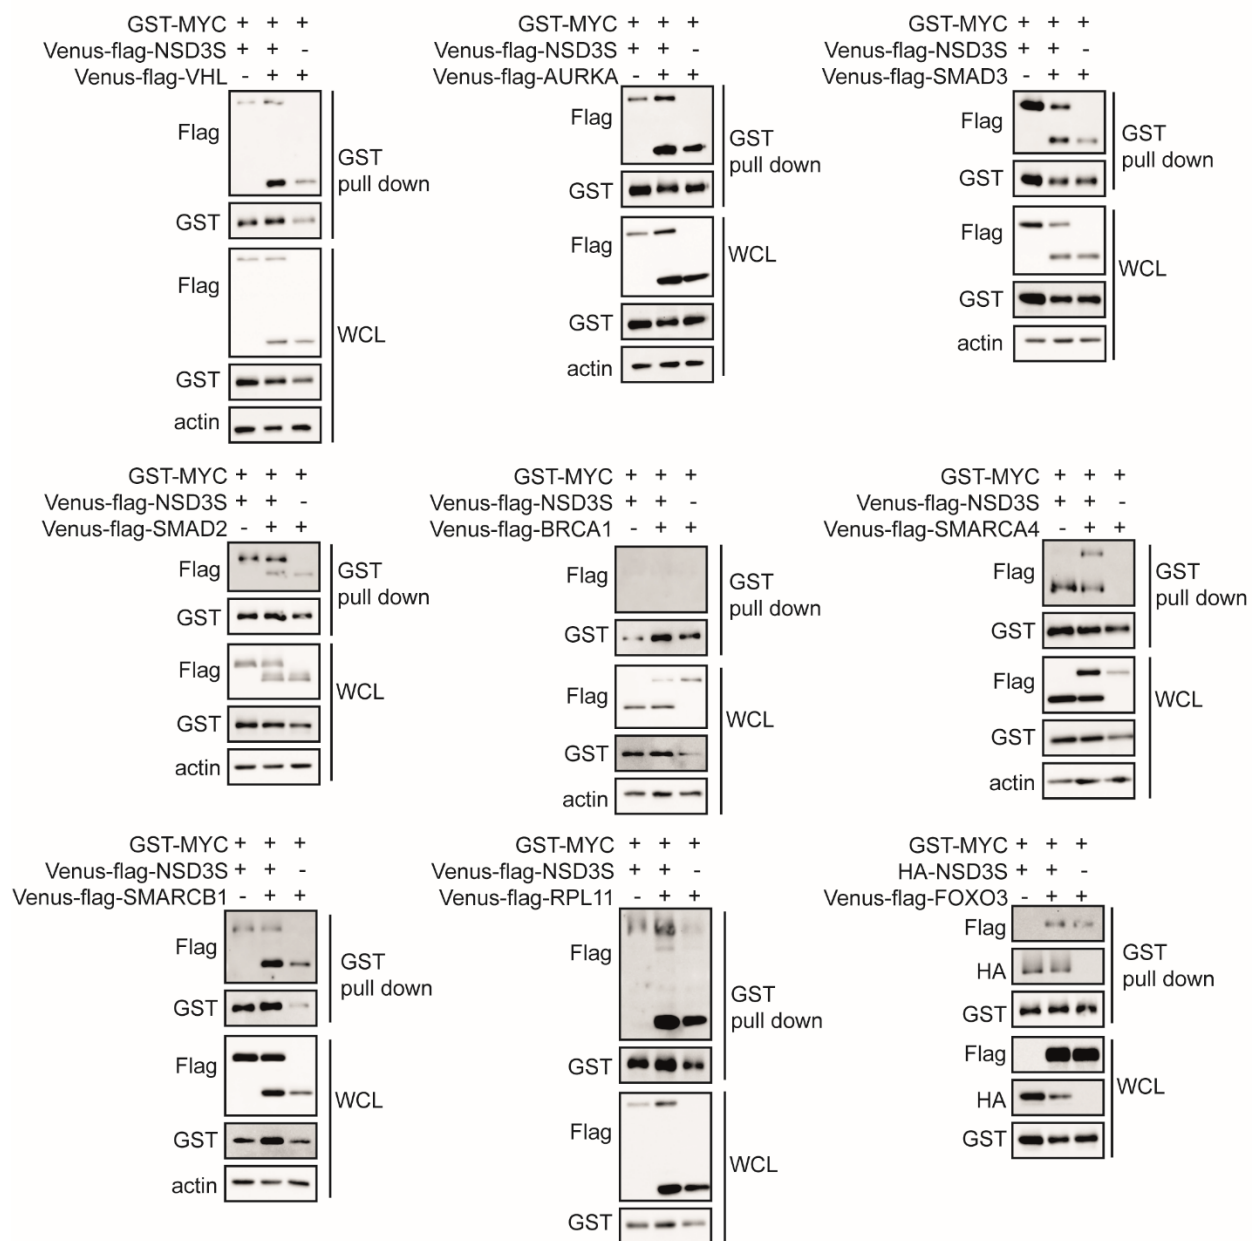 GST-MYC + + +
Venus-flag-NSD3S + + -
Venus-flag-VHL - + +
Flag
GST
pull down
GST
Flag
WCL
GST
actin
GST-MYC + + +
Venus-flag-NSD3S + + -
Venus-flag-AURKA - + +
Flag
GST
pull down
GST
Flag
WCL
GST
actin
GST-MYC + + +
Venus-flag-NSD3S + + -
Venus-flag-SMAD3 - + +
Flag
GST
pull down
GST
Flag
WCL
GST
actin
GST-MYC + + +
Venus-flag-NSD3S + + -
Venus-flag-SMAD2 - + +
Flag
GST
pull down
GST
Flag
WCL
GST
actin
GST-MYC + + +
Venus-flag-NSD3S + + -
Venus-flag-BRCA1 - + +
Flag
GST
pull down
GST
Flag
WCL
GST
actin
GST-MYC + + +
Venus-flag-NSD3S + + -
Venus-flag-SMARCA4 - + +
Flag
GST
pull down
GST
Flag
WCL
GST
actin
GST-MYC + + +
Venus-flag-NSD3S + + -
Venus-flag-SMARCB1 - + +
Flag
GST
pull down
GST
Flag
WCL
GST
actin
GST-MYC + + +
Venus-flag-NSD3S + + -
Venus-flag-RPL11 - + +
Flag
GST
pull down
GST
Flag
WCL
GST
GST-MYC + + +
HA-NSD3S + + -
Venus-flag-FOXO3 - + +
Flag
GST
pull down
HA
GST
Flag
WCL
HA
GST